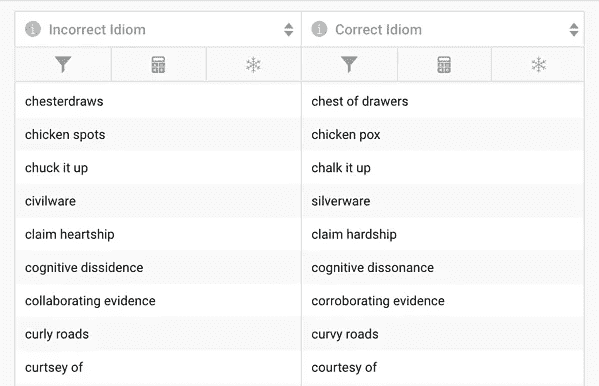 Incorrect Idiom Correct Idiom
chesterdraws chest of drawers
chicken spots chicken pox
chuck it up chalk it up
civilware silverware
claim heartship claim hardship
cognitive dissidence cognitive dissonance
collaborating evidence corroborating evidence
curly roads curvy roads
curtsey of courtesy of